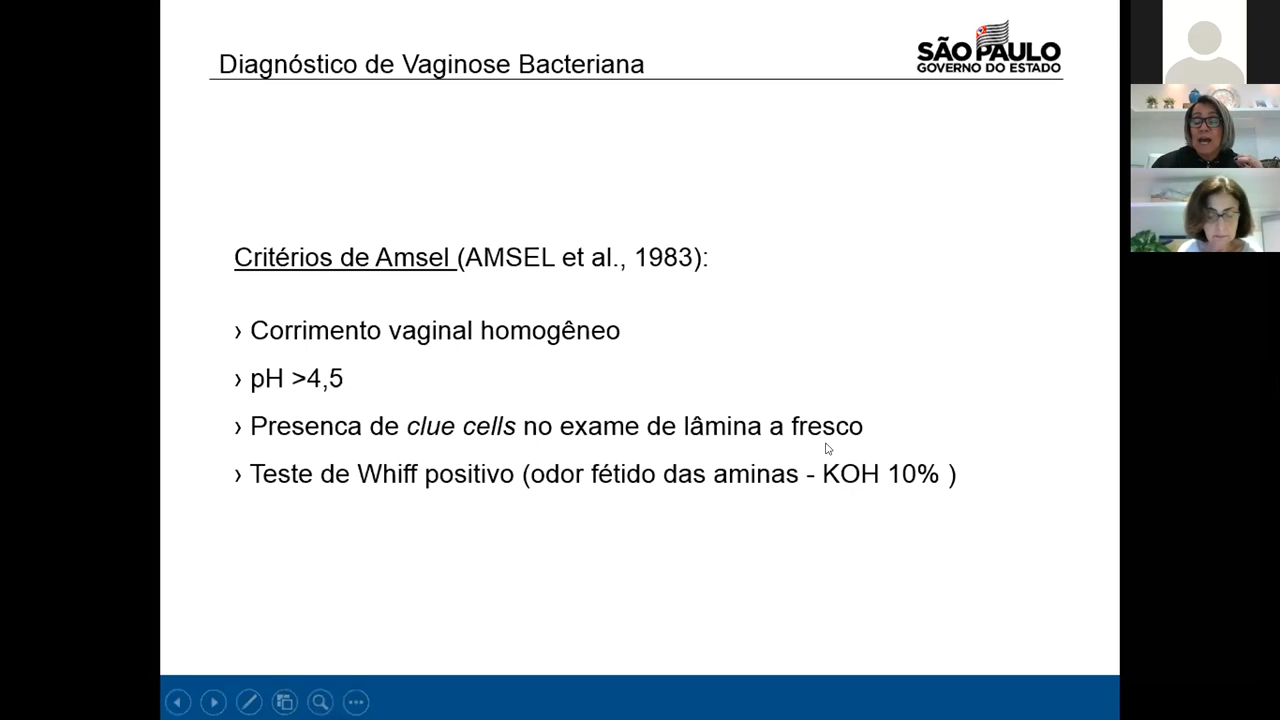 Diagnóstico de Vaginose Bacteriana
SÃO PAULO
GOVERNO DO ESTADO
Critérios de Amsel (AMSEL et al., 1983):
› Corrimento vaginal homogêneo
› pH >4,5
› Presenca de clue cells no exame de lâmina a fresco
› Teste de Whiff positivo (odor fétido das aminas - KOH 10% )